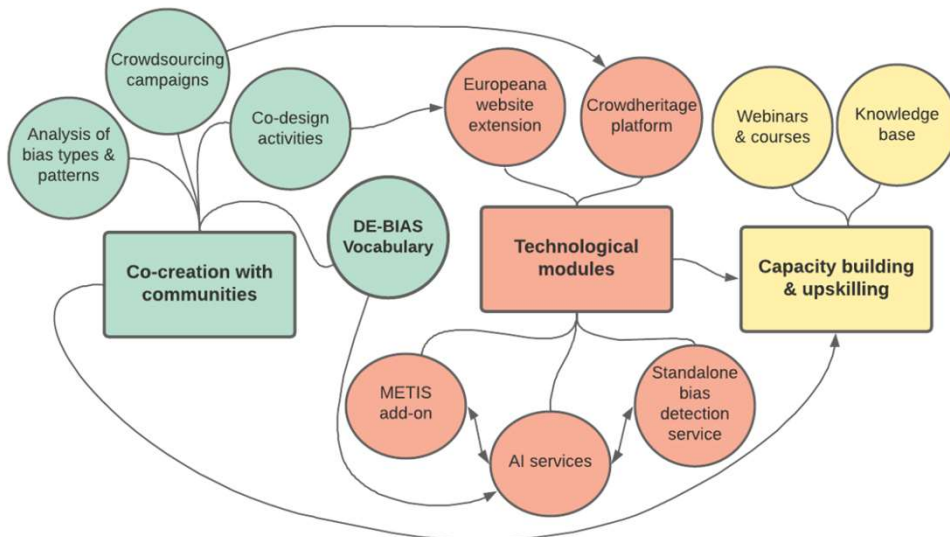 Crowdsourcing
campaigns
Analysis of
bias types &
patterns
Co-design
activities
DE-BIAS
Vocabulary
Co-creation with
communities
Europeana
website
extension
Crowdheritage
platform
Technological
modules
METIS
add-on
AI services
Standalone
bias
detection
service
Webinars
& courses
Knowledge
base
Capacity building
& upskilling